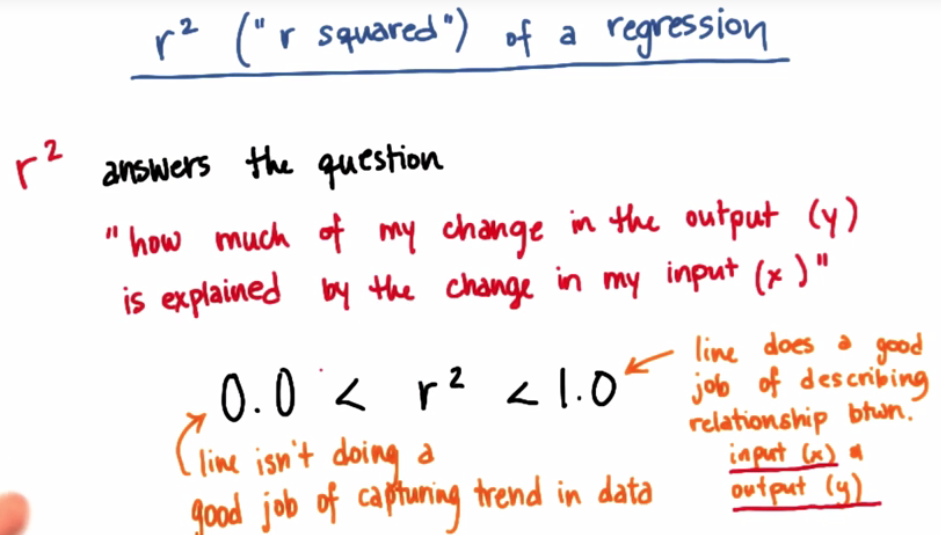 r² ("r squared") of a regression
r² answers the question
"how much of my change in the output (y)
is explained by the change in my input (x)"
0.0 < r² < 1.0
line does a good
job of describing
relationship btwn.
input (x) &
output (y)
line isn't doing a
good job of capturing trend in data